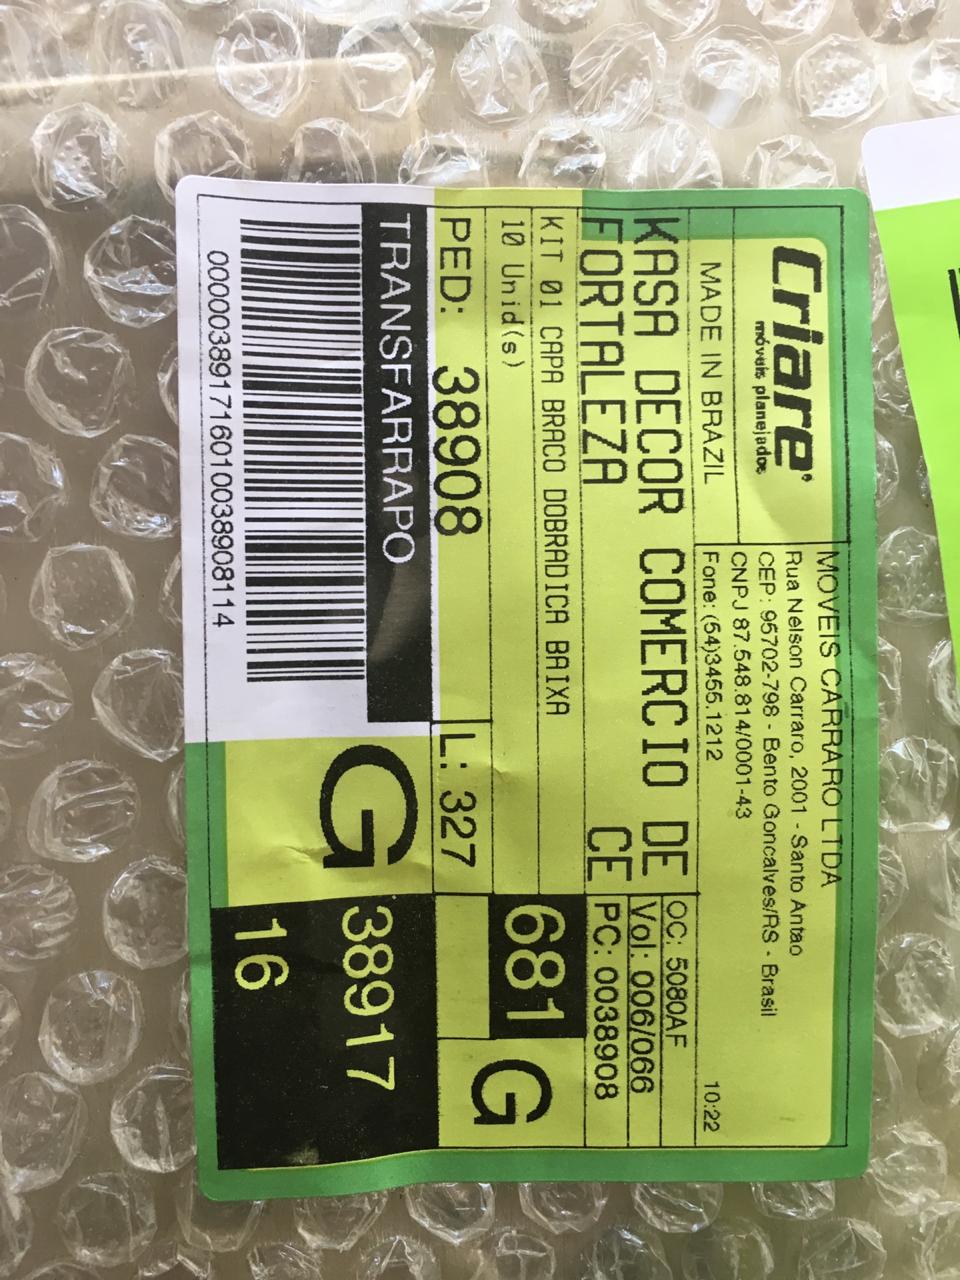 Criare
móveis planejados
MOVEIS CARRARO LTDA
Rua Nelson Carraro, 2001 - Santo Antao
CEP: 95702-798 - Bento Goncalves/RS - Brasil
CNPJ 87.548.814/0001-43
Fone: (54)3455.1212
10:22
MADE IN BRAZIL
KASA DECOR COMERCIO DE
FORTALEZA CE
OC: 5080AF
Vol: 006/066
PC: 0038908
KIT 01 CAPA BRACO DOBRADICA BAIXA
10 Unid(s)
681
G
PED: 38908
L: 327
TRANSFARRAPO
G
38917
16
00000389171601003890​8114